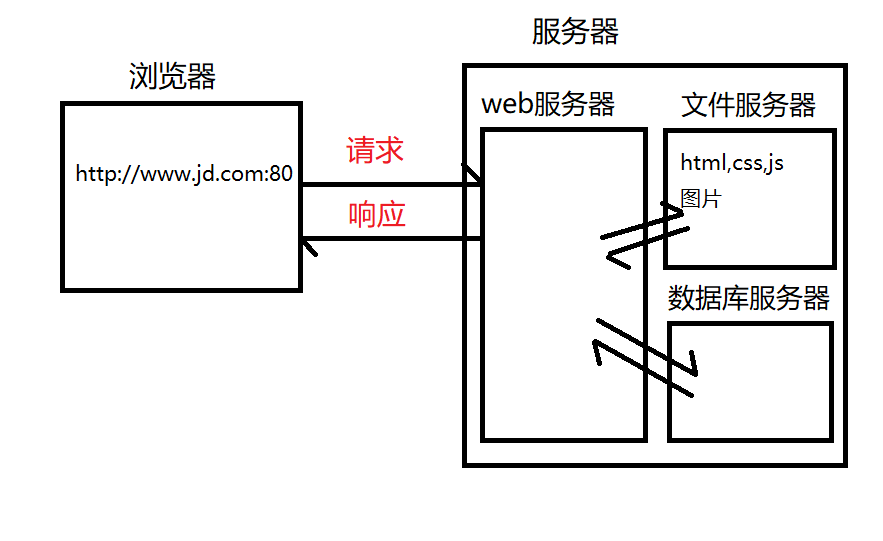 服务器
浏览器
web服务器
文件服务器
http://www.jd.com:80
请求
响应
html,css,js
图片
数据库服务器